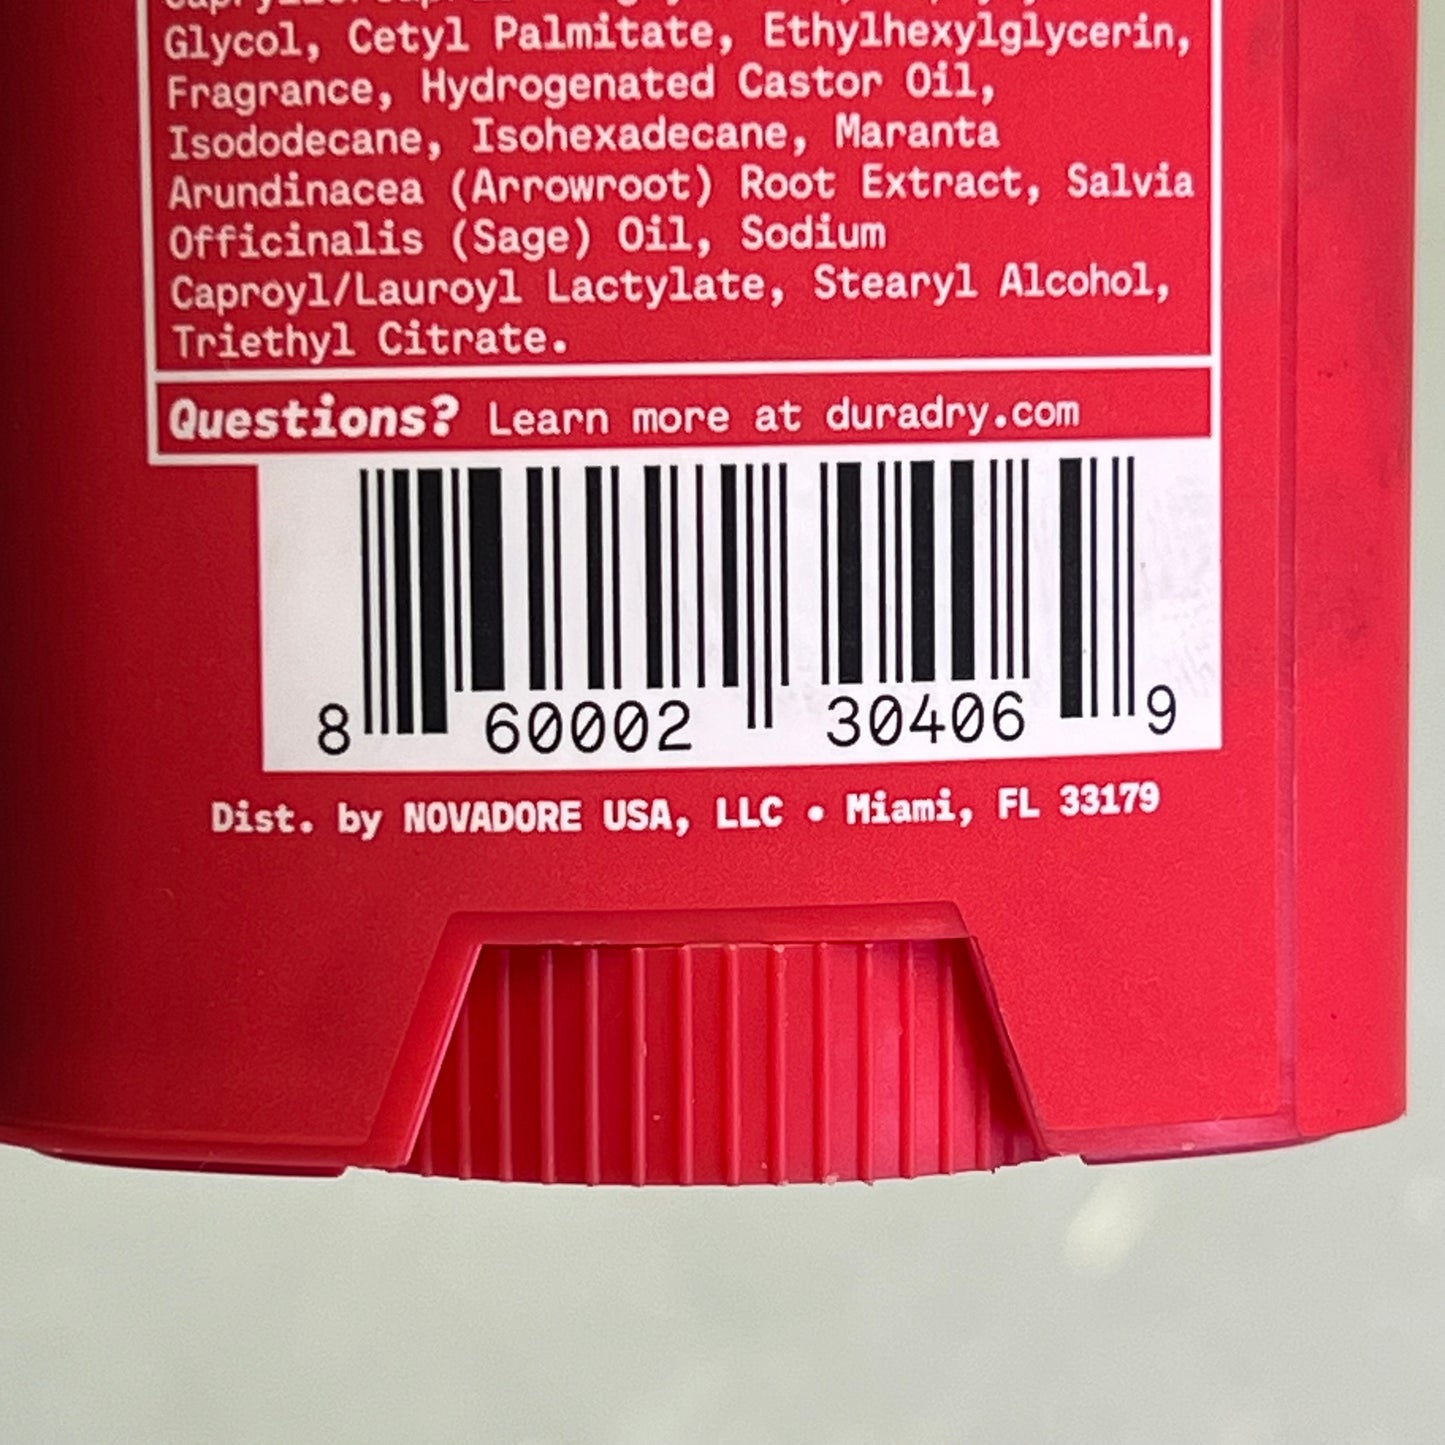 Glycol, Cetyl Palmitate, Ethylhexylglycerin,
Fragrance, Hydrogenated Castor Oil,
Isododecane, Isohexadecane, Maranta
Arundinacea (Arrowroot) Root Extract, Salvia
Officinalis (Sage) Oil, Sodium
Caproyl/Lauroyl Lactylate, Stearyl Alcohol,
Triethyl Citrate.
Questions? Learn more at duradry.com
8 60002 30406 9
Dist. by NOVADORE USA, LLC • Miami, FL 33179